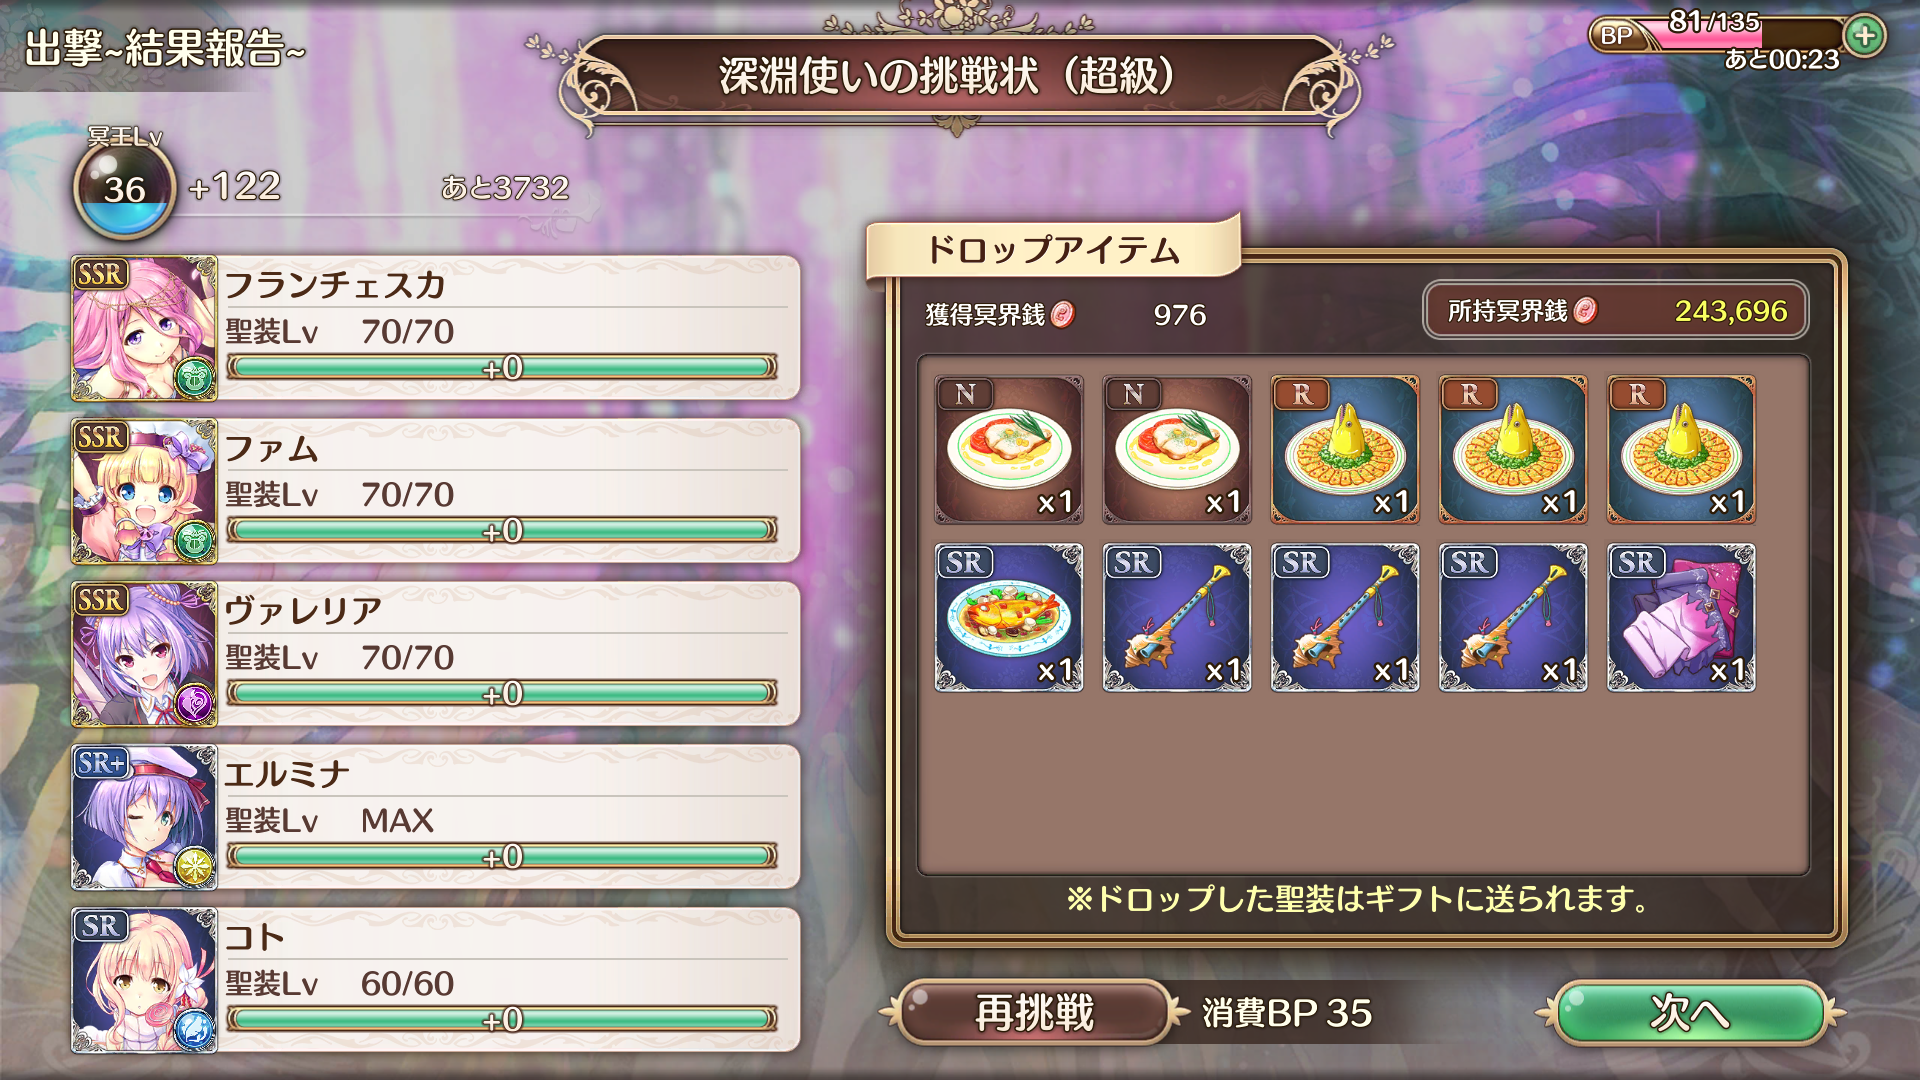 出撃~結果報告~
深淵使いの挑戦状（超級）
BP 81/135
あと00:23
冥王Lv
36 +122 あと3732
SSR フランチェスカ
聖装Lv 70/70
+0
SSR ファム
聖装Lv 70/70
+0
SSR ヴァレリア
聖装Lv 70/70
+0
SR+ エルミナ
聖装Lv MAX
+0
SR コト
聖装Lv 60/60
+0
ドロップアイテム
獲得冥界銭 976 所持冥界銭 243,696
N N R R R
x1 x1 x1 x1 x1
SR SR SR SR SR
x1 x1 x1 x1 x1
※ドロップした聖装はギフトに送られます。
再挑戦 消費BP 35 次へ